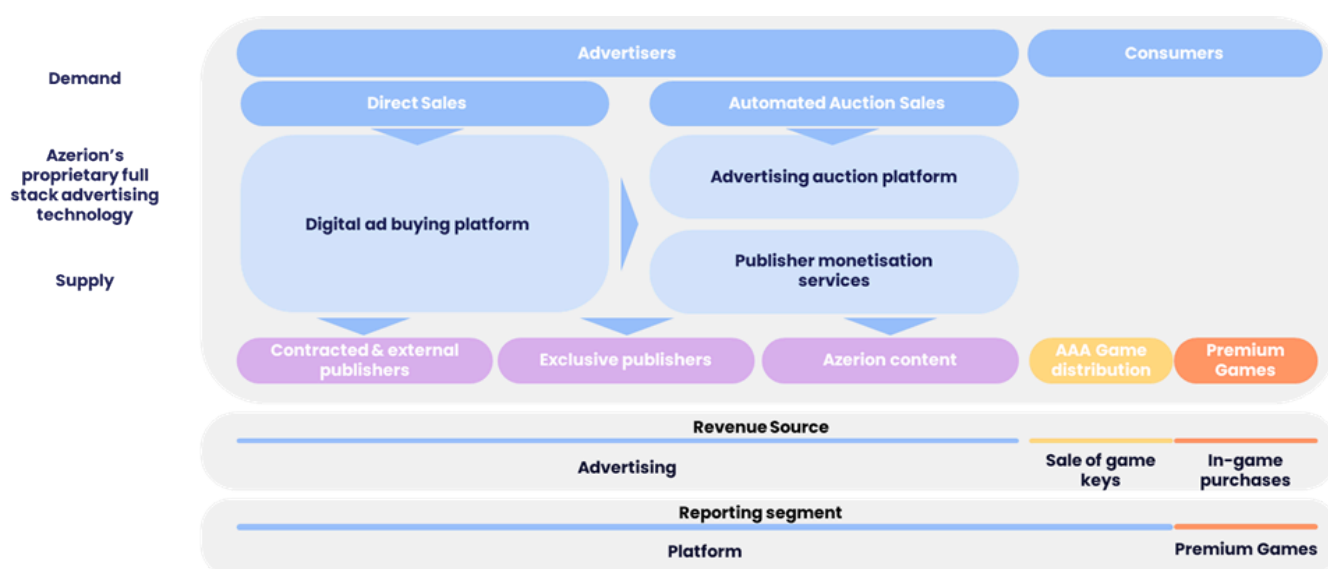 Advertisers
Consumers
Demand
Direct Sales
Automated Auction Sales
Azerion’s
proprietary full
stack advertising
technology
Advertising auction platform
Digital ad buying platform
Supply
Publisher monetisation
services
Contracted & external
publishers
Exclusive publishers
Azerion content
AAA Game
distribution
Premium
Games
Revenue Source
Advertising
Sale of game
keys
In-game
purchases
Reporting segment
Platform
Premium Games